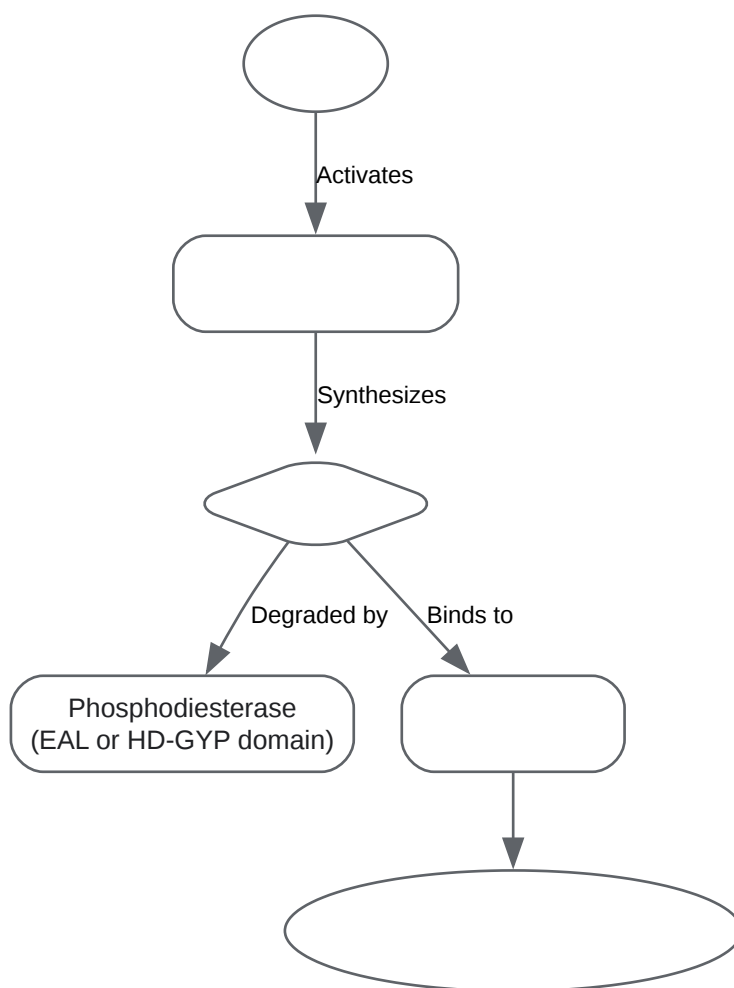 Activates
Synthesizes
Degraded by
Binds to
Phosphodiesterase
(EAL or HD-GYP domain)